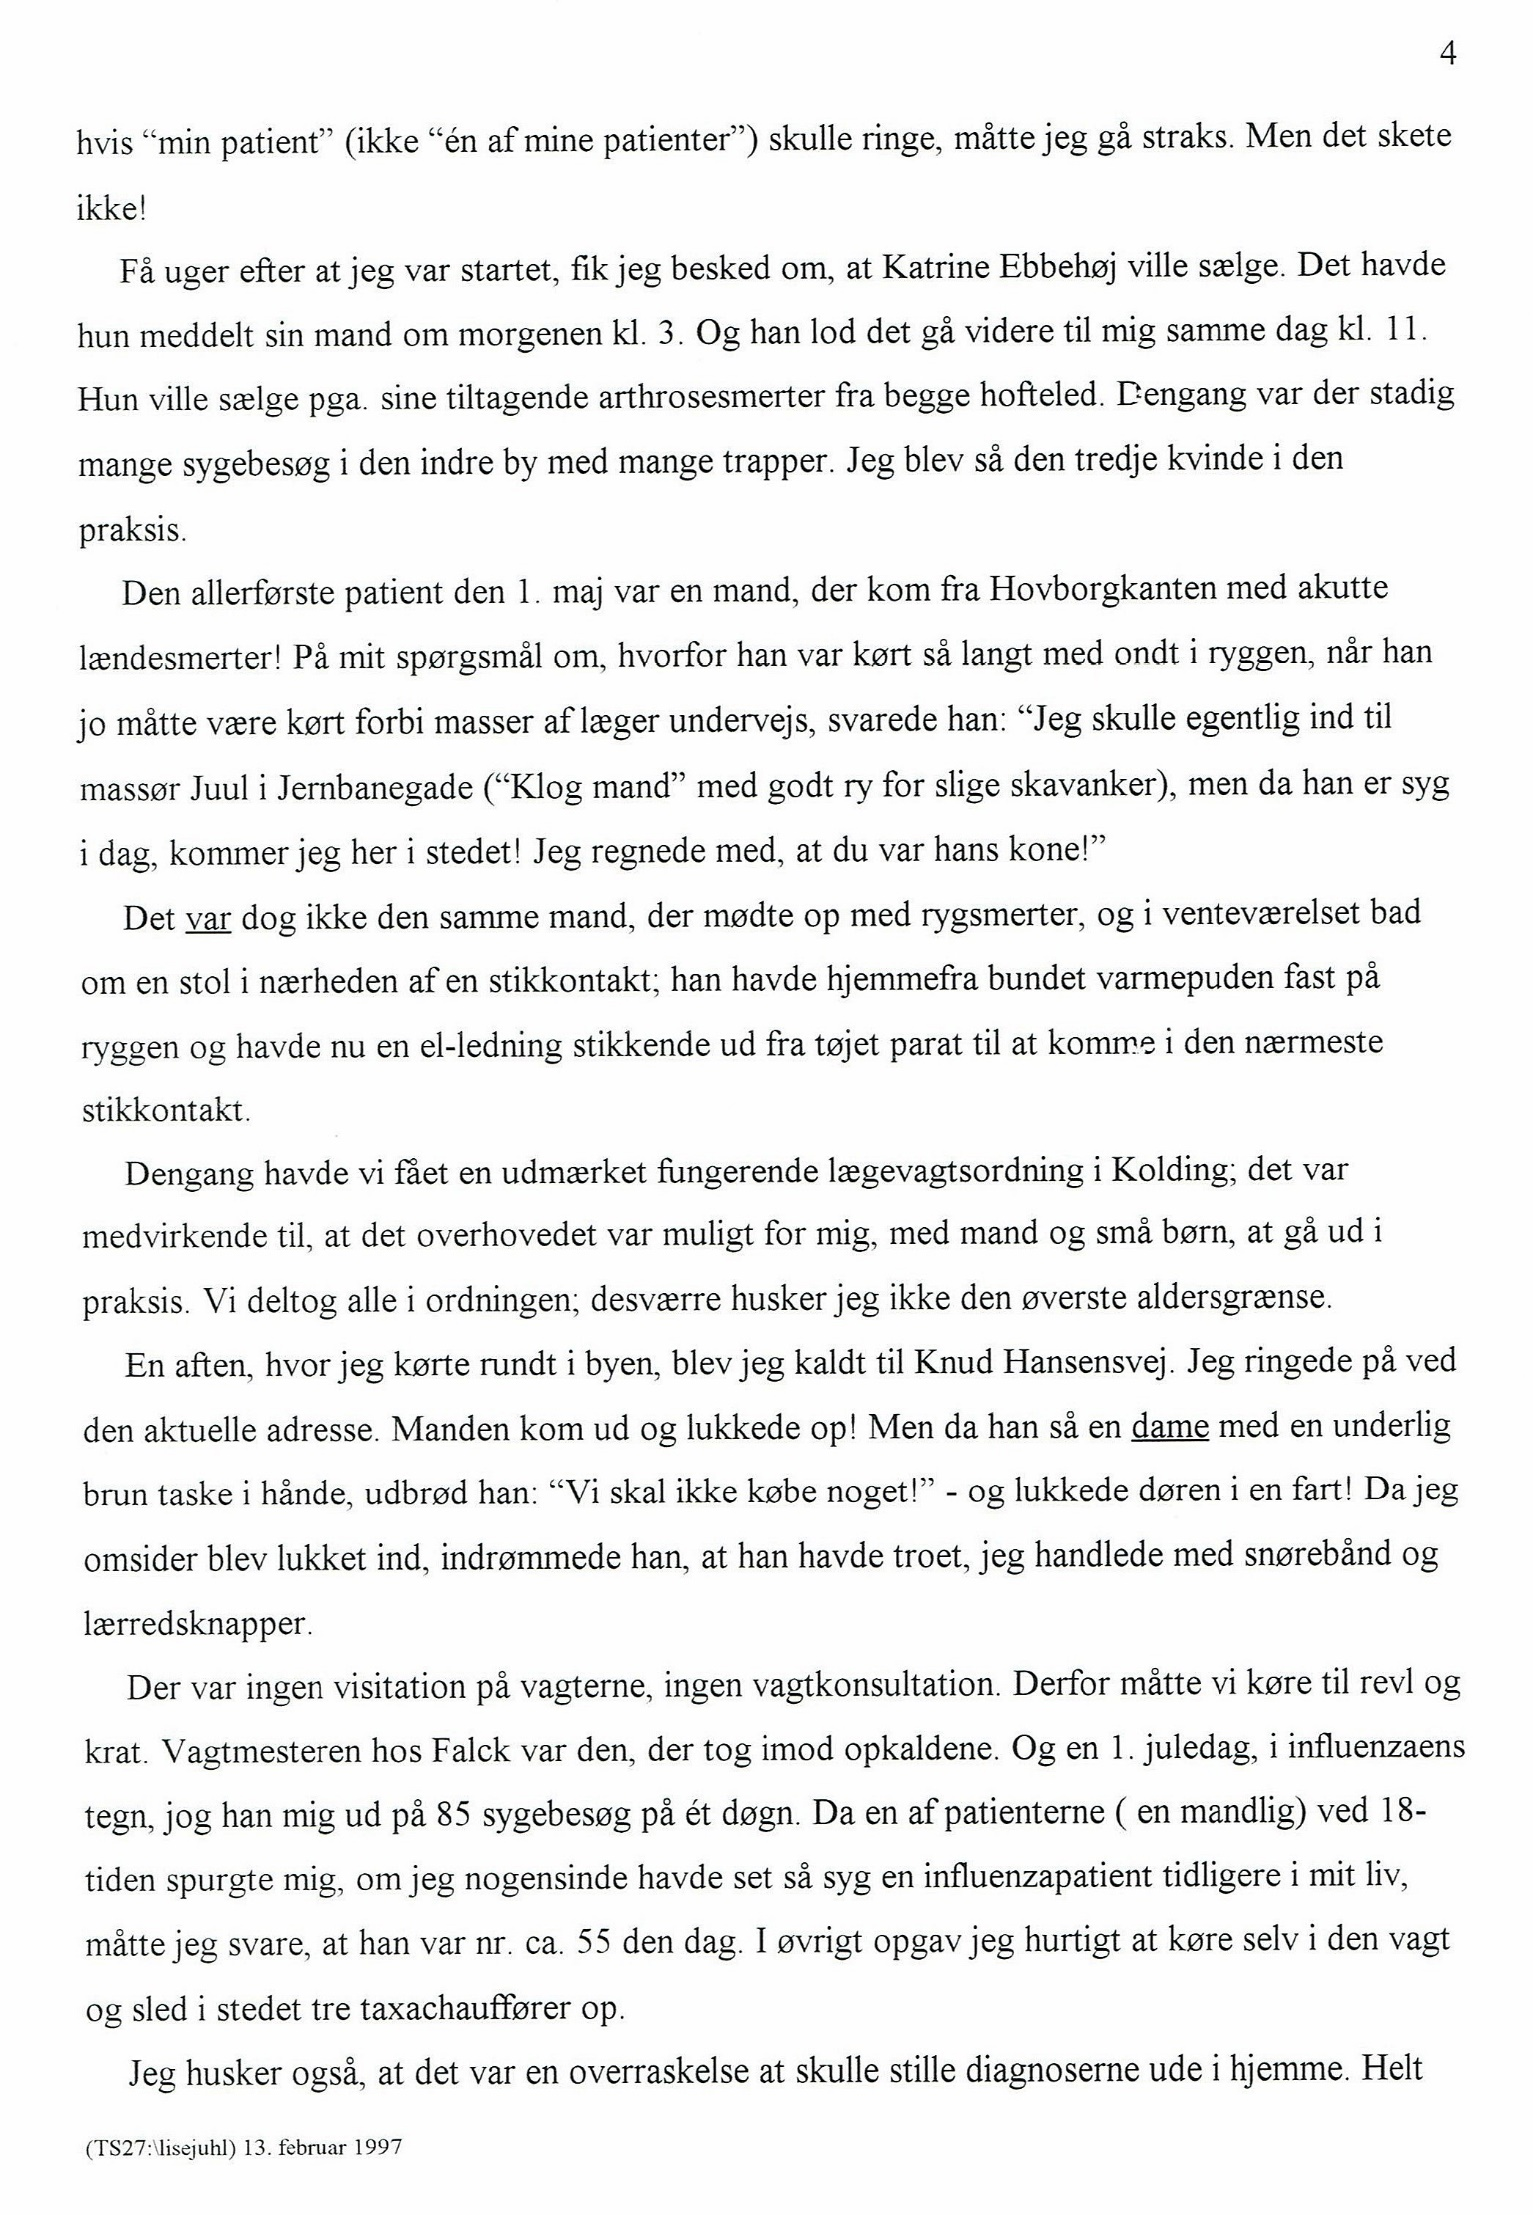 4
hvis “min patient” (ikke “én af mine patienter”) skulle ringe, måtte jeg gå straks. Men det skete
ikke!
Få uger efter at jeg var startet, fik jeg besked om, at Katrine Ebbehøj ville sælge. Det havde
hun meddelt sin mand om morgenen kl. 3. Og han lod det gå videre til mig samme dag kl. 11.
Hun ville sælge pga. sine tiltagende arthrosesmerter fra begge hofteled. Dengang var der stadig
mange sygebesøg i den indre by med mange trapper. Jeg blev så den tredje kvinde i den
praksis.
Den allerførste patient den 1. maj var en mand, der kom fra Hovborgkanten med akutte
lændesmerter! På mit spørgsmål om, hvorfor han var kørt så langt med ondt i ryggen, når han
jo måtte være kørt forbi masser af læger undervejs, svarede han: “Jeg skulle egentlig ind til
massør Juul i Jernbanegade (“Klog mand” med godt ry for slige skavanker), men da han er syg
i dag, kommer jeg her i stedet! Jeg regnede med, at du var hans kone!”
Det var dog ikke den samme mand, der mødte op med rygsmerter, og i venteværelset bad
om en stol i nærheden af en stikkontakt; han havde hjemmefra bundet varmepuden fast på
ryggen og havde nu en el-ledning stikkende ud fra tøjet parat til at komme i den nærmeste
stikkontakt.
Dengang havde vi fået en udmærket fungerende lægevagtsordning i Kolding; det var
medvirkende til, at det overhovedet var muligt for mig, med mand og små børn, at gå ud i
praksis. Vi deltog alle i ordningen; desværre husker jeg ikke den øverste aldersgrænse.
En aften, hvor jeg kørte rundt i byen, blev jeg kaldt til Knud Hansensvej. Jeg ringede på ved
den aktuelle adresse. Manden kom ud og lukkede op! Men da han så en dame med en underlig
brun taske i hånde, udbrød han: “Vi skal ikke købe noget!” - og lukkede døren i en fart! Da jeg
omsider blev lukket ind, indrømmede han, at han havde troet, jeg handlede med snørebånd og
lærredsknapper.
Der var ingen visitation på vagterne, ingen vagtkonsultation. Derfor måtte vi køre til revl og
krat. Vagtmesteren hos Falck var den, der tog imod opkaldene. Og en 1. juledag, i influenzaens
tegn, jog han mig ud på 85 sygebesøg på ét døgn. Da en af patienterne ( en mandlig) ved 18-
tiden spurgte mig, om jeg nogensinde havde set så syg en influenzapatient tidligere i mit liv,
måtte jeg svare, at han var nr. ca. 55 den dag. I øvrigt opgav jeg hurtigt at køre selv i den vagt
og sled i stedet tre taxachauffører op.
Jeg husker også, at det var en overraskelse at skulle stille diagnoserne ude i hjemme. Helt
(TS27:\lisejuhl) 13. februar 1997